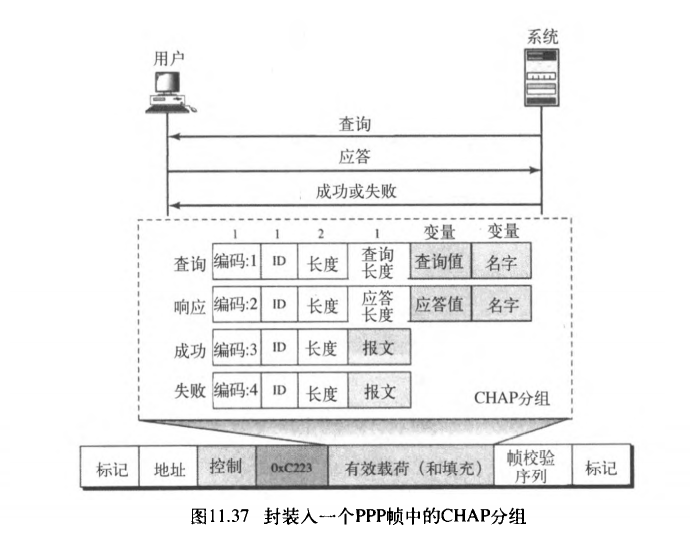 系统
用户
查询
应答
成功或失败
1 1 2 1 变量 变量
查询 编码:1 ID 长度 查询长度 查询值 名字
响应 编码:2 ID 长度 应答长度 应答值 名字
成功 编码:3 ID 长度 报文
失败 编码:4 ID 长度 报文
CHAP分组
标记 地址 控制 0xC223 有效载荷（和填充） 帧校验序列 标记
图11.37 封装入一个PPP帧中的CHAP分组